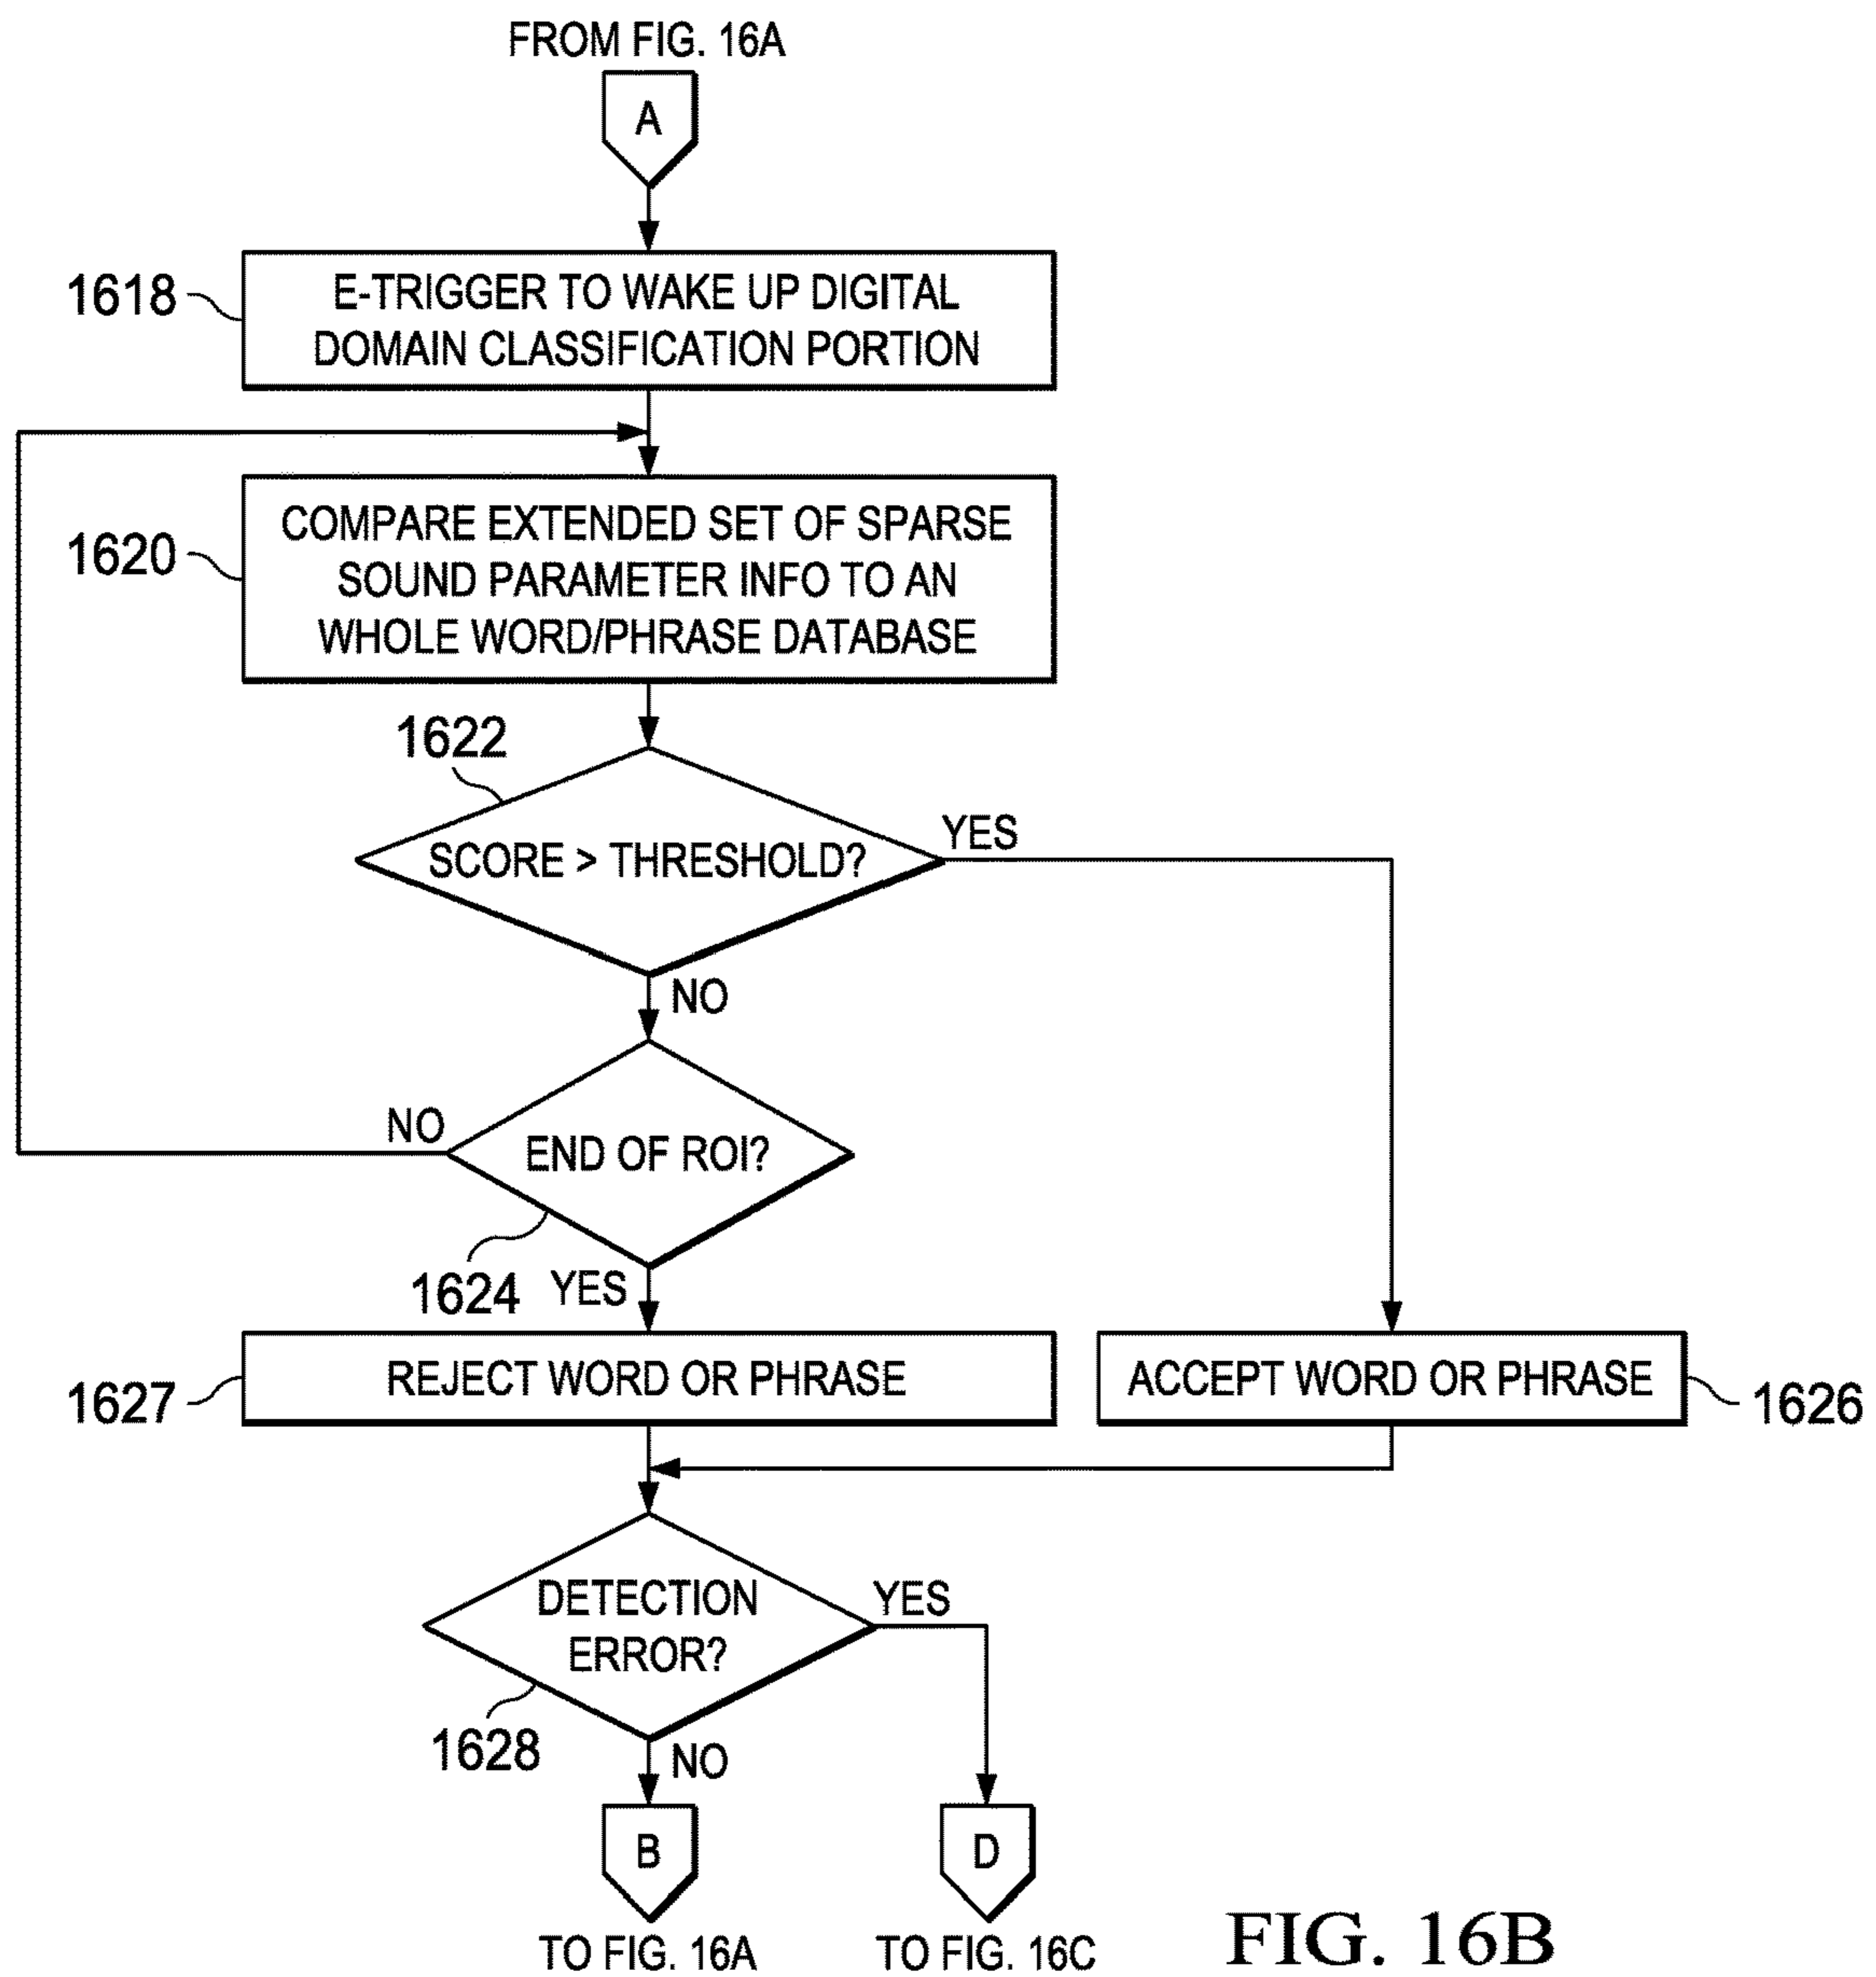 FROM FIG. 16A
A
1618
E-TRIGGER TO WAKE UP DIGITAL
DOMAIN CLASSIFICATION PORTION
1620
COMPARE EXTENDED SET OF SPARSE
SOUND PARAMETER INFO TO AN
WHOLE WORD/PHRASE DATABASE
1622
SCORE > THRESHOLD?
YES
NO
NO
END OF ROI?
1624
YES
1627
REJECT WORD OR PHRASE
ACCEPT WORD OR PHRASE
1626
DETECTION
ERROR?
YES
1628
NO
B
D
TO FIG. 16A
TO FIG. 16C
FIG. 16B